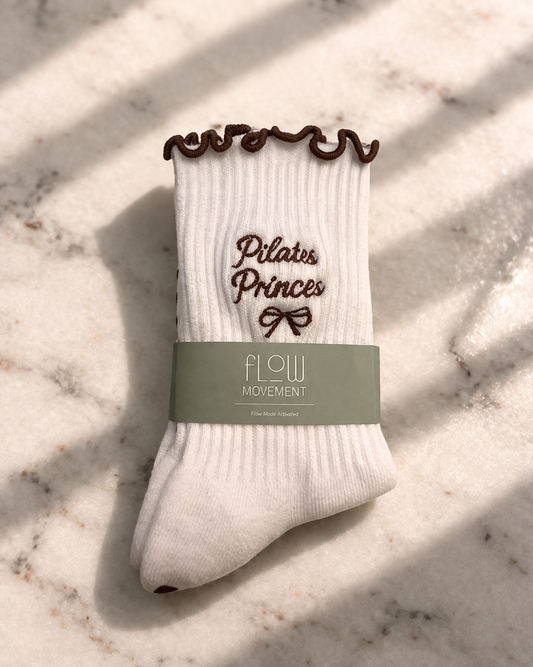 Pilates
Princes
FLOW
MOVEMENT
Flow Mode Activated